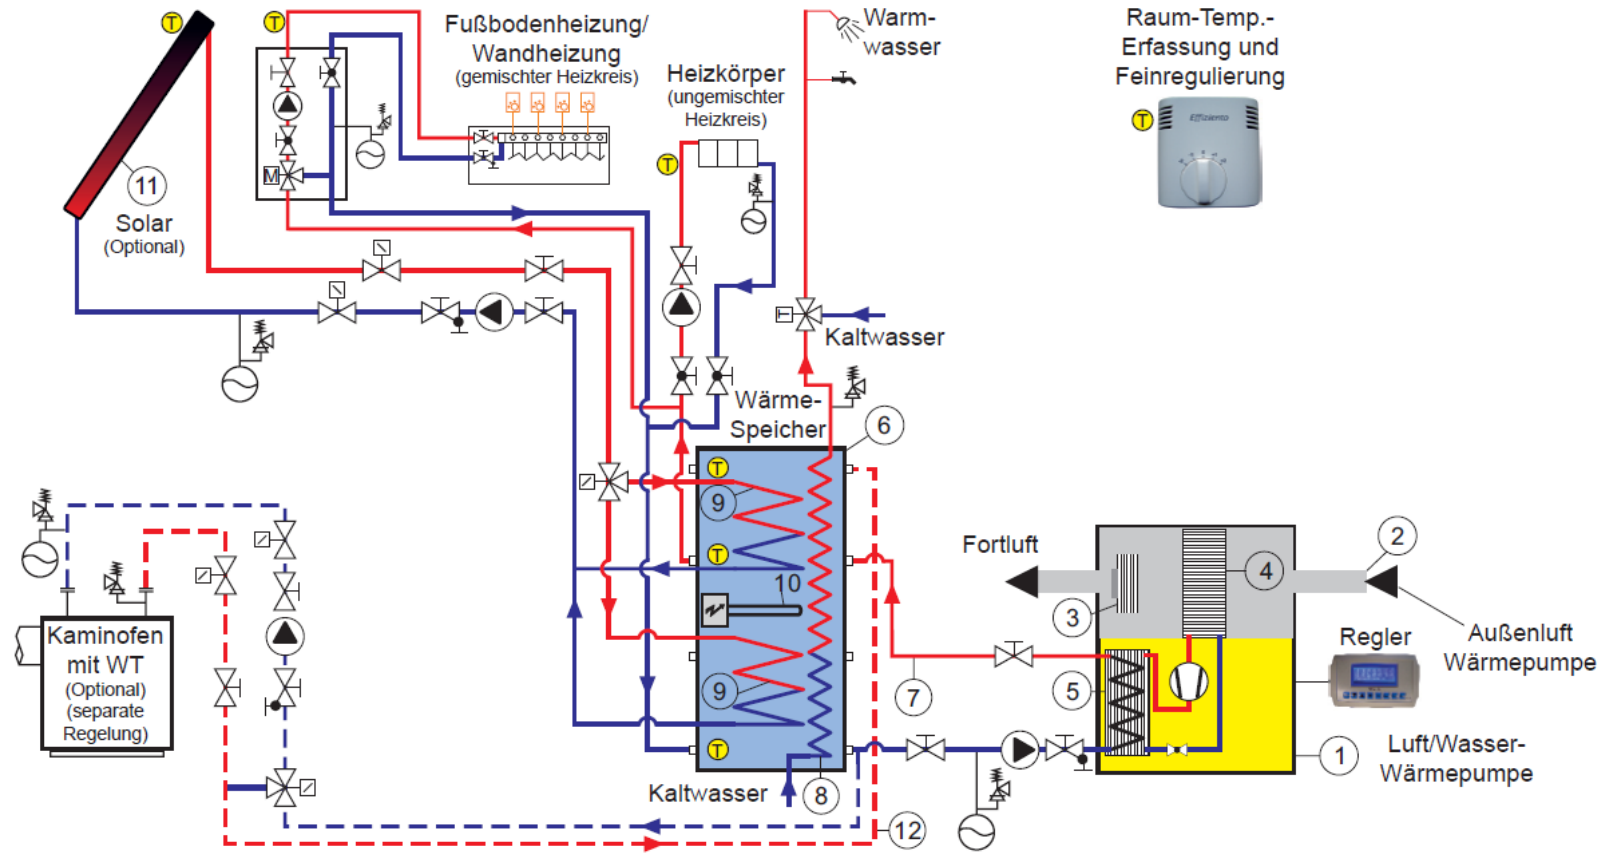 T
T
Fußbodenheizung/
Wandheizung
(gemischter Heizkreis)
Heizkörper
(ungemischter
Heizkreis)
T
Warm-
wasser
Raum-Temp.-
Erfassung und
Feinregulierung
T
Effiziento
M
11
Solar
(Optional)
T
Kaltwasser
Wärme-
Speicher
6
T
9
T
10
9
T
8
Kaltwasser
Kaminofen
mit WT
(Optional)
(separate
Regelung)
12
7
Fortluft
3
4
2
5
1
Außenluft
Wärmepumpe
Regler
Luft/Wasser-
Wärmepumpe